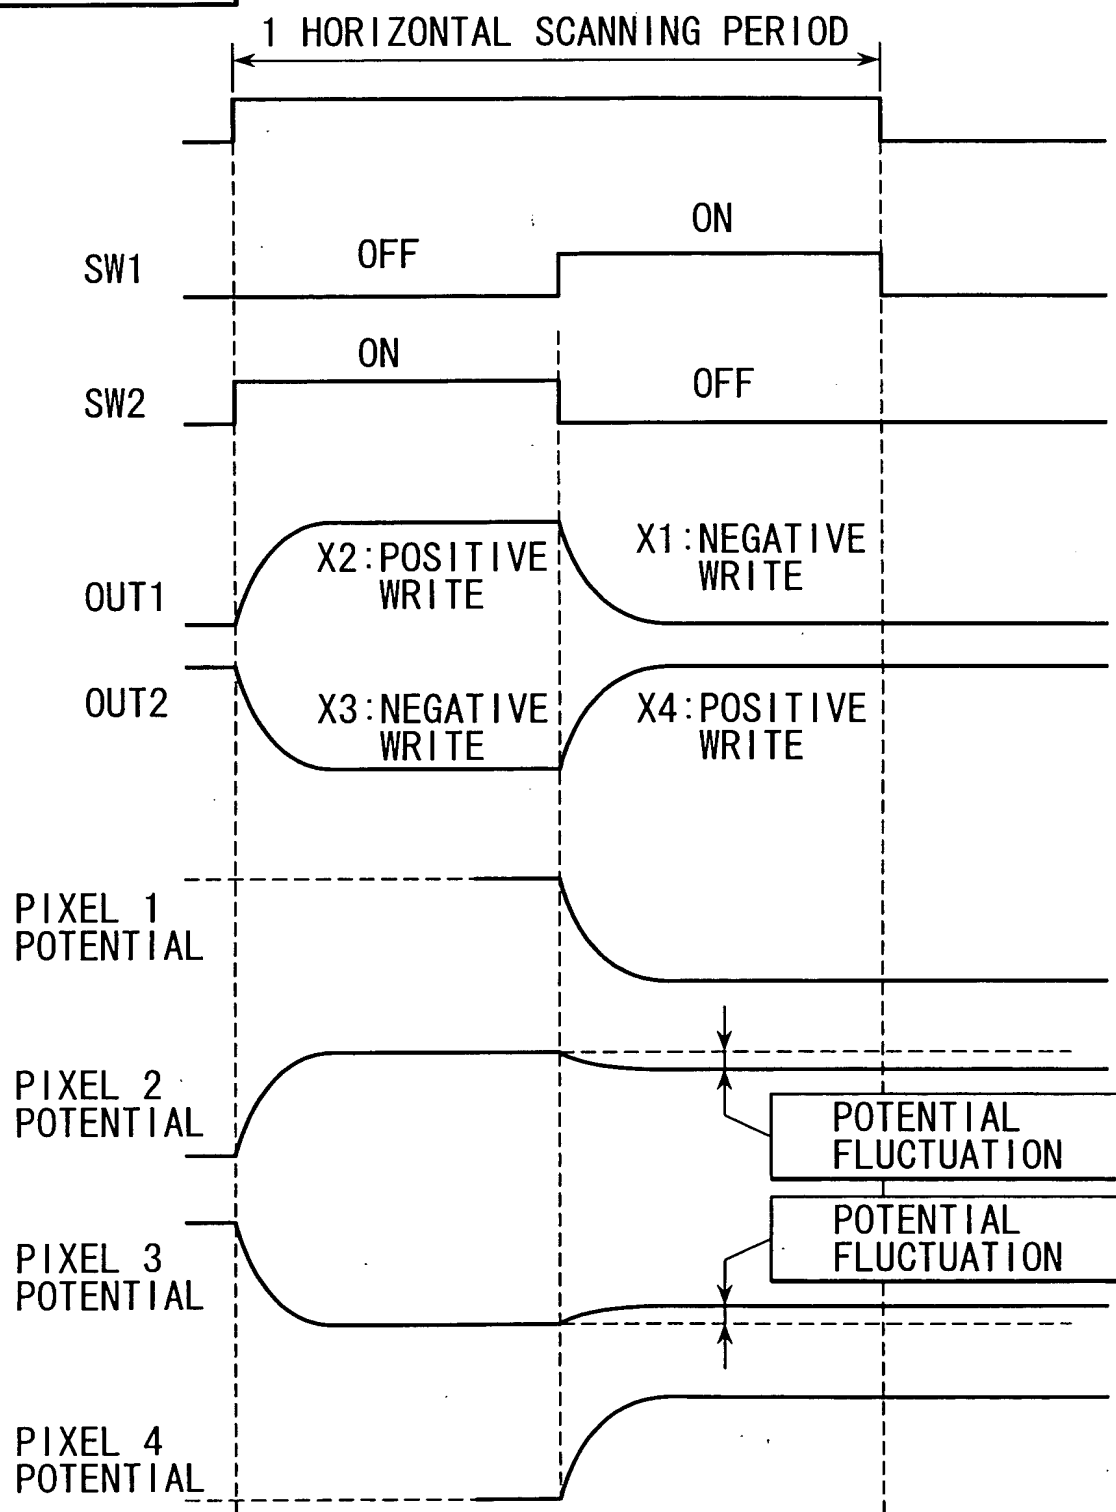 1 HORIZONTAL SCANNING PERIOD
ON
OFF
SW1
ON
OFF
SW2
X2:POSITIVE
WRITE
X1:NEGATIVE
WRITE
OUT1
OUT2
X3:NEGATIVE
WRITE
X4:POSITIVE
WRITE
PIXEL 1
POTENTIAL
PIXEL 2
POTENTIAL
POTENTIAL
FLUCTUATION
POTENTIAL
FLUCTUATION
PIXEL 3
POTENTIAL
PIXEL 4
POTENTIAL